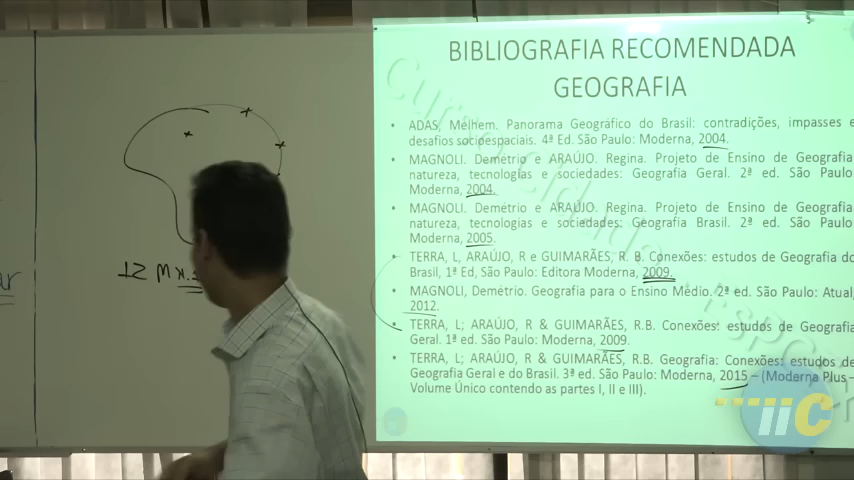 BIBLIOGRAFIA RECOMENDADA
GEOGRAFIA
• ADAS, Melhem. Panorama Geográfico do Brasil: contradições, impasses e
desafios socioespaciais. 4ª Ed. São Paulo: Moderna, 2004.
• MAGNOLI. Demétrio e ARAÚJO. Regina. Projeto de Ensino de Geografia
natureza, tecnologias e sociedades: Geografia Geral. 2ª ed. São Paulo
Moderna, 2004.
• MAGNOLI. Demétrio e ARAÚJO. Regina. Projeto de Ensino de Geografia
natureza, tecnologias e sociedades: Geografia Brasil. 2ª ed. São Paulo
Moderna, 2005.
• TERRA, L, ARAÚJO, R e GUIMARÃES, R. B. Conexões: estudos de Geografia do
Brasil, 1ª Ed, São Paulo: Editora Moderna, 2009.
• MAGNOLI, Demétrio. Geografia para o Ensino Médio. 2ª ed. São Paulo: Atual,
2012.
• TERRA, L; ARAÚJO, R & GUIMARÃES, R.B. Conexões: estudos de Geografia
Geral. 1ª ed. São Paulo: Moderna, 2009.
• TERRA, L; ARAÚJO, R & GUIMARÃES, R.B. Geografia: Conexões: estudos de
Geografia Geral e do Brasil. 3ª ed. São Paulo: Moderna, 2015 – (Moderna Plus –
Volume Único contendo as partes I, II e III).
Curso Cidade
iiC